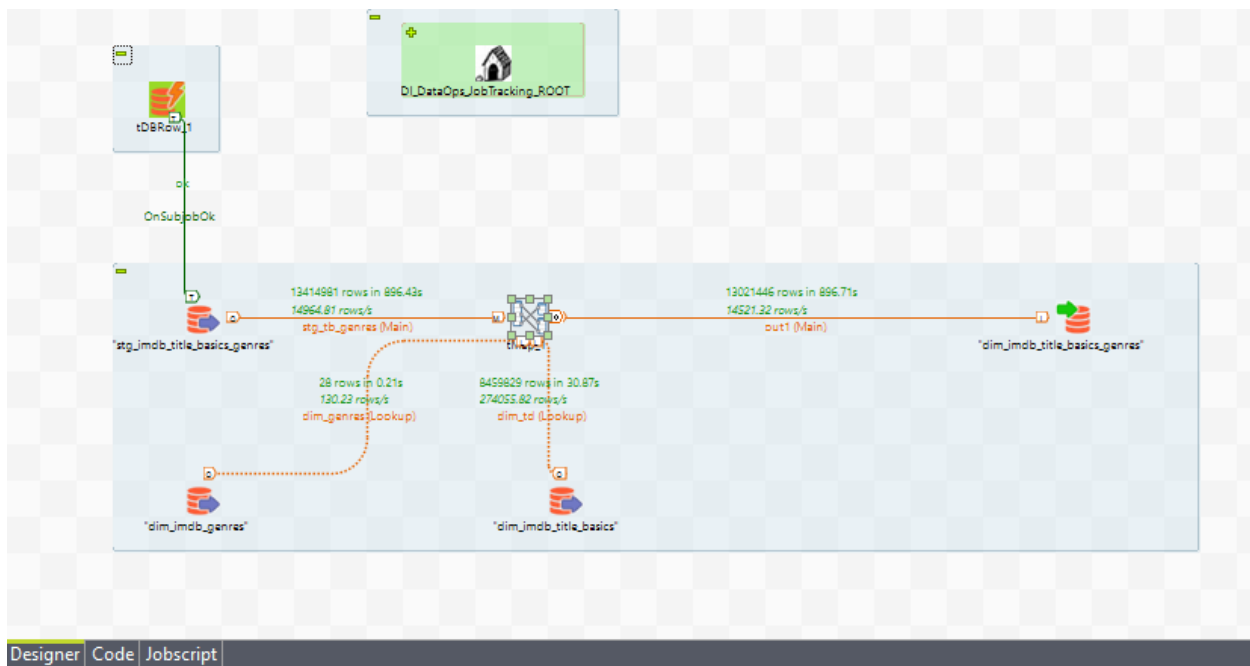 DI_DataOps_JobTracking_ROOT
tDBRow_1
OK
OnSubjobOk
13414981 rows in 896.43s
14964.81 rows/s
stg_tb_genres (Main)
13021446 rows in 896.71s
14521.32 rows/s
out1 (Main)
"stg_imdb_title_basics_genres"
tMap_1
"dim_imdb_title_basics_genres"
28 rows in 0.21s
130.23 rows/s
dim_genres (Lookup)
8459829 rows in 30.87s
274055.82 rows/s
dim_td (Lookup)
"dim_imdb_genres"
"dim_imdb_title_basics"
Designer Code Jobscript